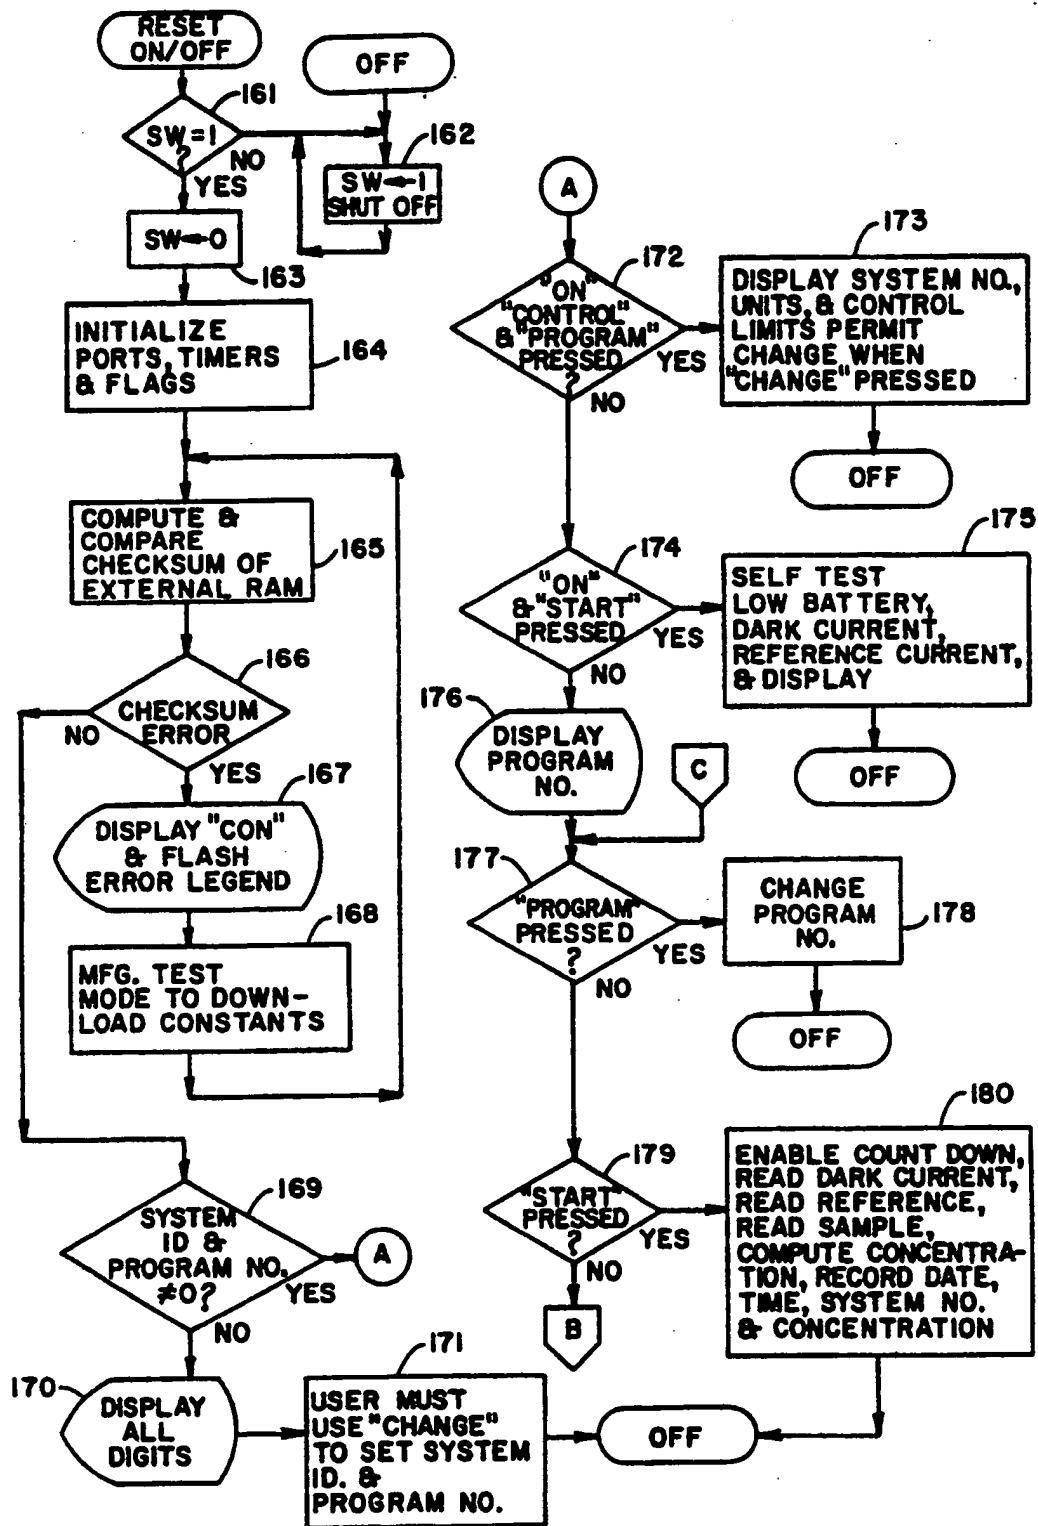 RESET
ON/OFF
OFF
161
SW=1
?
NO
YES
162
SW←1
SHUT OFF
SW←0
163
INITIALIZE
PORTS, TIMERS
& FLAGS
164
COMPUTE &
COMPARE
CHECKSUM OF
EXTERNAL RAM
165
166
CHECKSUM
ERROR
NO
YES
167
DISPLAY "CON"
& FLASH
ERROR LEGEND
168
MFG. TEST
MODE TO DOWN-
LOAD CONSTANTS
169
SYSTEM
ID &
PROGRAM NO.
≠0?
YES
A
NO
170
DISPLAY
ALL
DIGITS
171
USER MUST
USE "CHANGE"
TO SET SYSTEM
ID. &
PROGRAM NO.
OFF
A
172
"ON"
"CONTROL"
& "PROGRAM"
PRESSED
?
YES
NO
173
DISPLAY SYSTEM NO.,
UNITS, & CONTROL
LIMITS PERMIT
CHANGE WHEN
"CHANGE" PRESSED
OFF
174
"ON"
& "START"
PRESSED
YES
NO
175
SELF TEST
LOW BATTERY,
DARK CURRENT,
REFERENCE CURRENT,
& DISPLAY
OFF
176
DISPLAY
PROGRAM
NO.
C
177
"PROGRAM"
PRESSED
?
YES
NO
CHANGE
PROGRAM
NO.
178
OFF
179
"START"
PRESSED
?
YES
NO
B
180
ENABLE COUNT DOWN,
READ DARK CURRENT,
READ REFERENCE,
READ SAMPLE,
COMPUTE CONCENTRA-
TION, RECORD DATE,
TIME, SYSTEM NO.
& CONCENTRATION